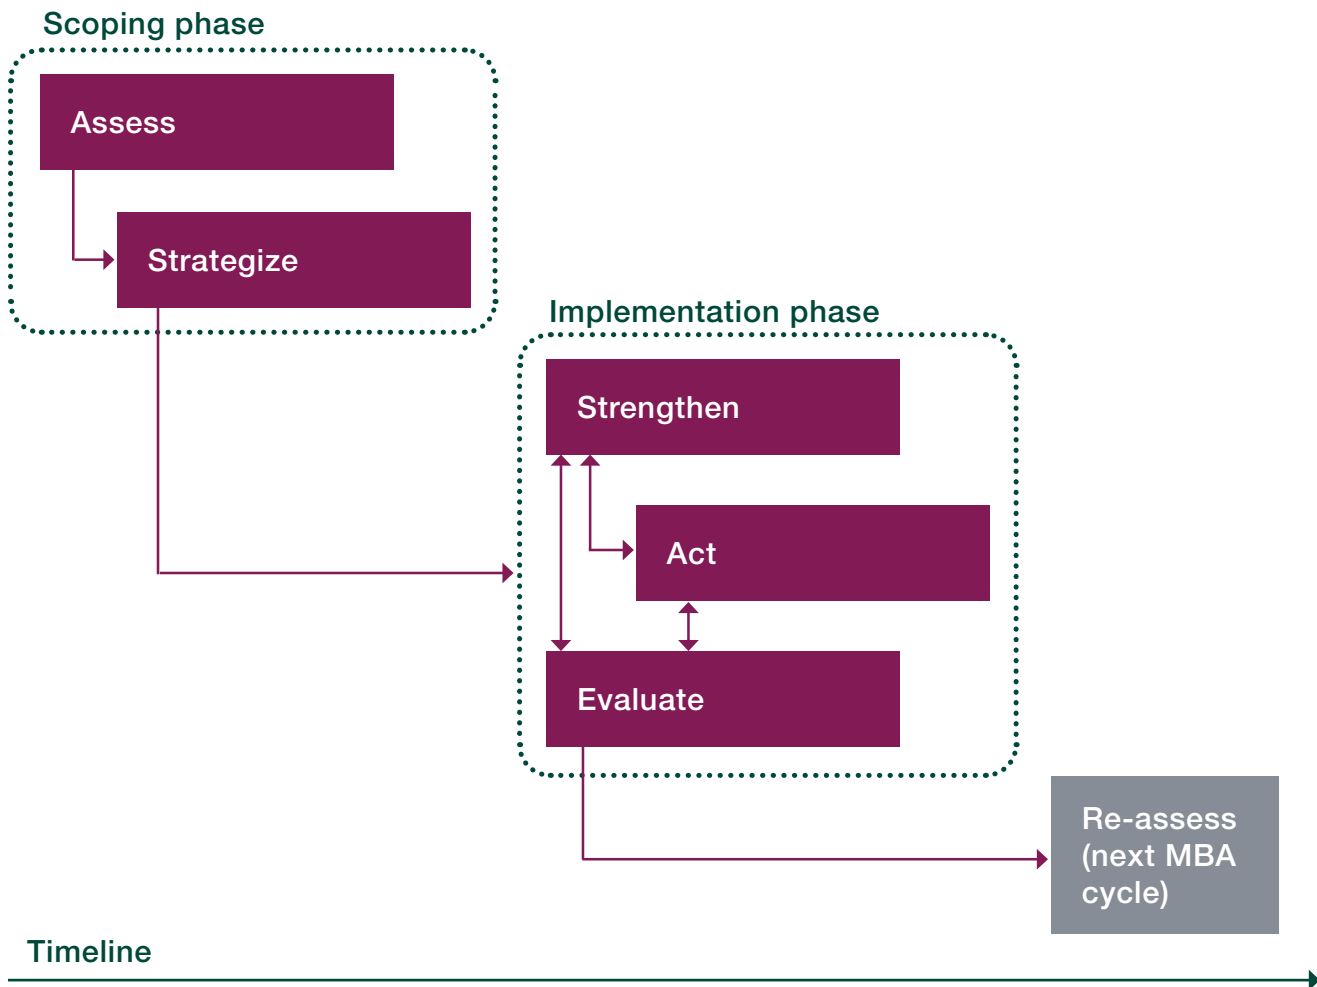 Scoping phase
Assess
Strategize
Implementation phase
Strengthen
Act
Evaluate
Re-assess
(next MBA
cycle)
Timeline